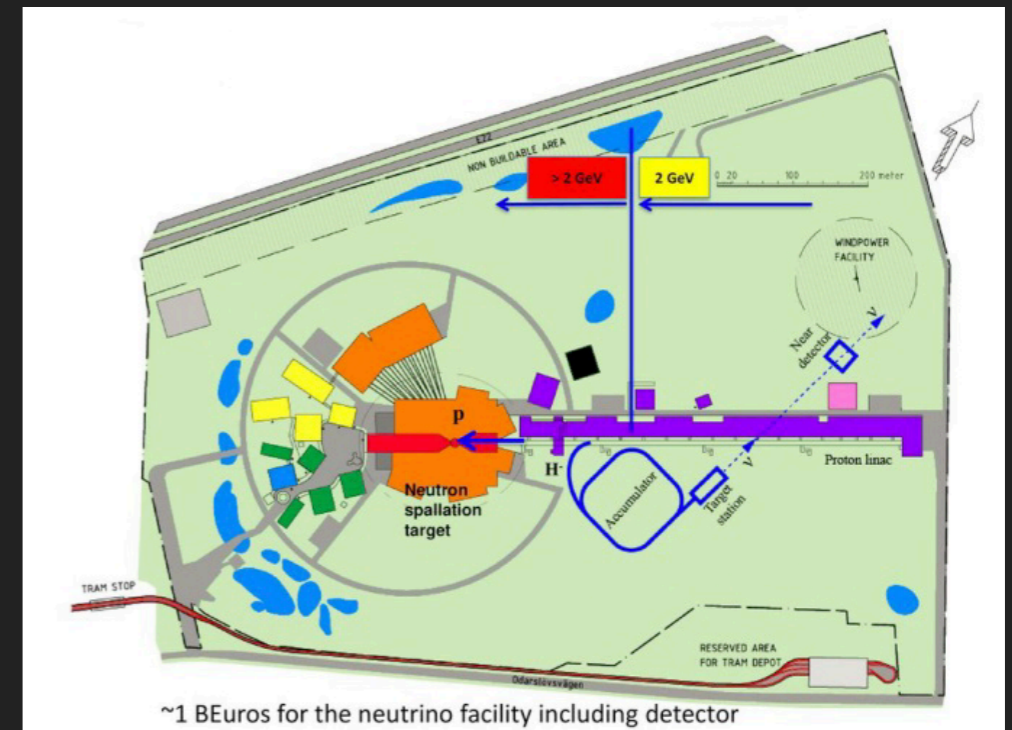 E22
NON BUILDABLE AREA
> 2 GeV
2 GeV
0 20 100 200 meter
WINDPOWER
FACILITY
ν
Near
detector
p
H-
ν
Proton linac
Neutron
spallation
target
Accumulator
Target
station
TRAM STOP
RESERVED AREA
FOR TRAM DEPOT
Odarslövsvägen
~1 BEuros for the neutrino facility including detector